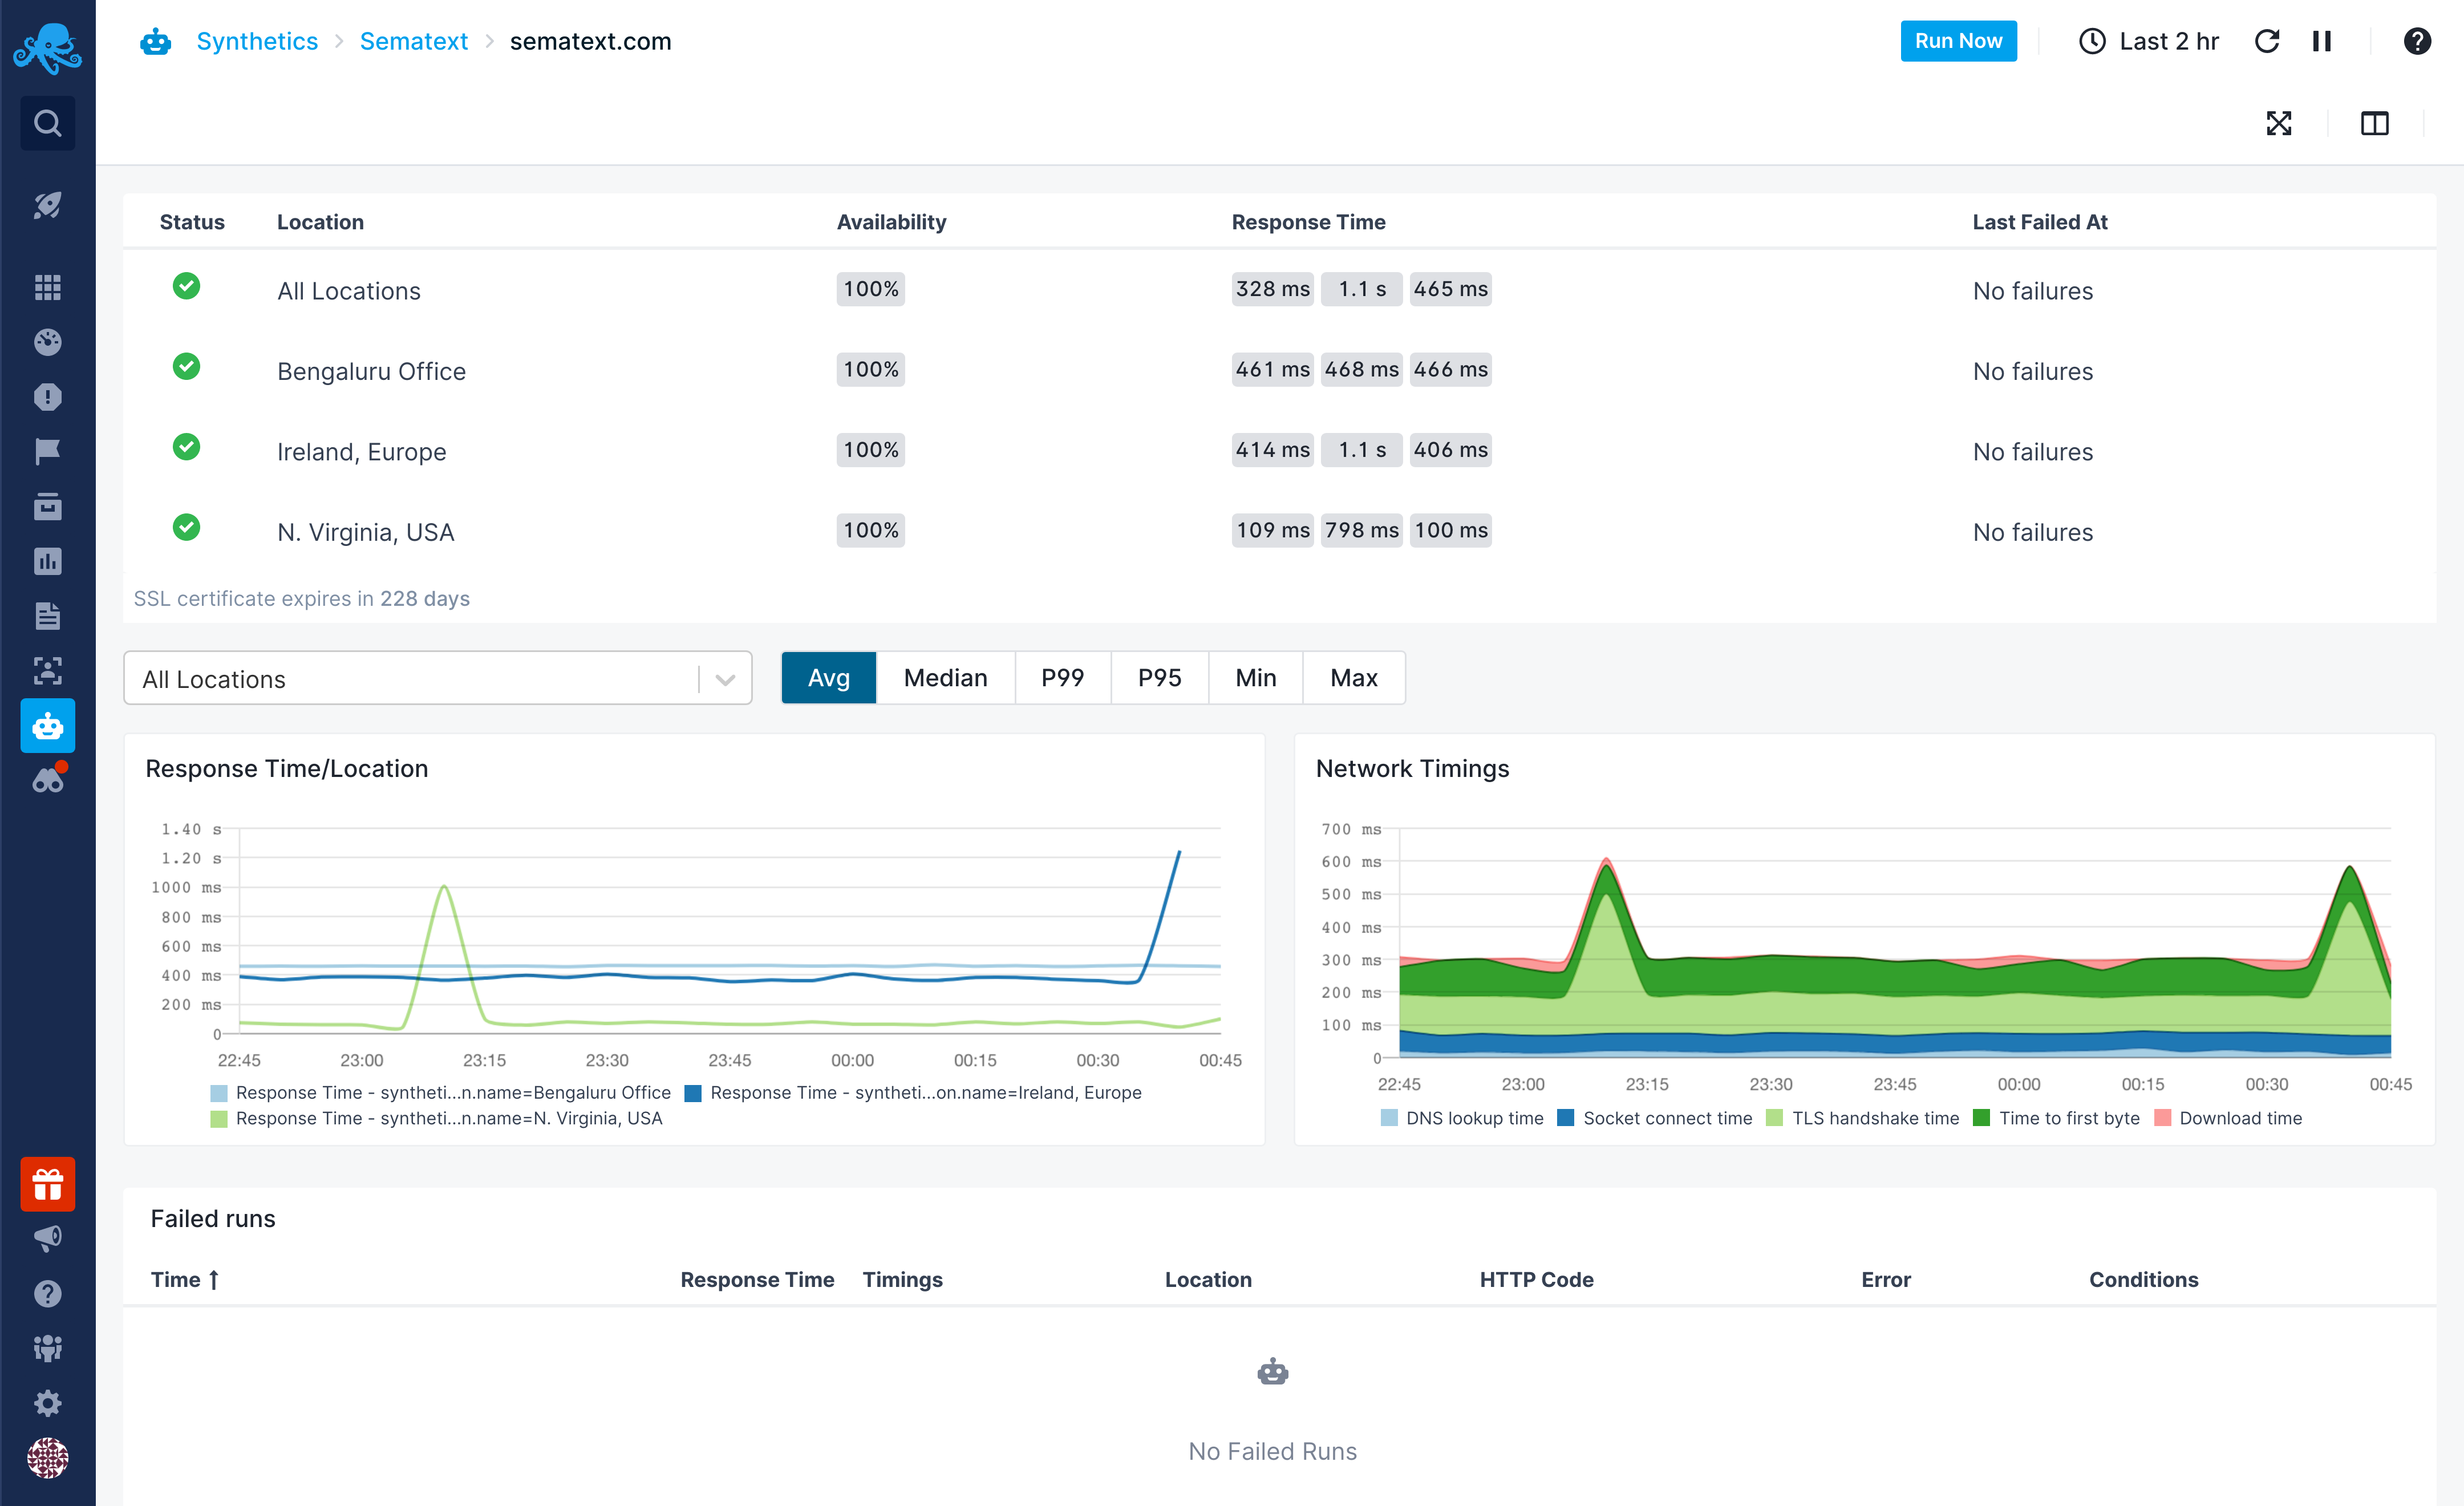 Synthetics > Sematext > sematext.com
Run Now
Last 2 hr
Status Location Availability Response Time Last Failed At
All Locations 100% 328 ms 1.1 s 465 ms No failures
Bengaluru Office 100% 461 ms 468 ms 466 ms No failures
Ireland, Europe 100% 414 ms 1.1 s 406 ms No failures
N. Virginia, USA 100% 109 ms 798 ms 100 ms No failures
SSL certificate expires in 228 days
All Locations
Avg Median P99 P95 Min Max
Response Time/Location
1.40 s
1.20 s
1000 ms
800 ms
600 ms
400 ms
200 ms
0
22:45 23:00 23:15 23:30 23:45 00:00 00:15 00:30 00:45
Response Time - syntheti...n.name=Bengaluru Office Response Time - syntheti...on.name=Ireland, Europe
Response Time - syntheti...n.name=N. Virginia, USA
Network Timings
700 ms
600 ms
500 ms
400 ms
300 ms
200 ms
100 ms
0
22:45 23:00 23:15 23:30 23:45 00:00 00:15 00:30 00:45
DNS lookup time Socket connect time TLS handshake time Time to first byte Download time
Failed runs
Time ↑ Response Time Timings Location HTTP Code Error Conditions
No Failed Runs